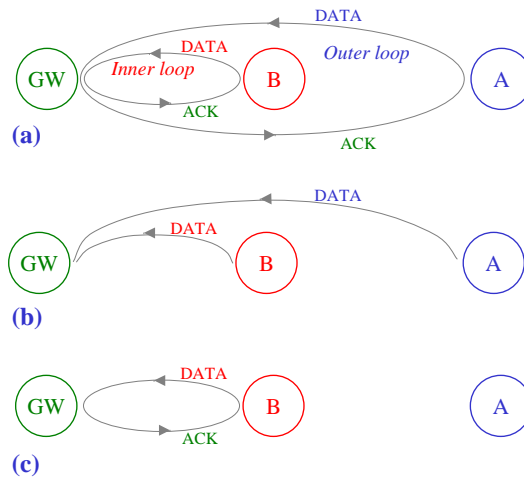 DATA
DATA
Inner loop
Outer loop
GW
B
A
ACK
ACK
(a)
DATA
DATA
GW
B
A
(b)
DATA
GW
B
A
ACK
(c)